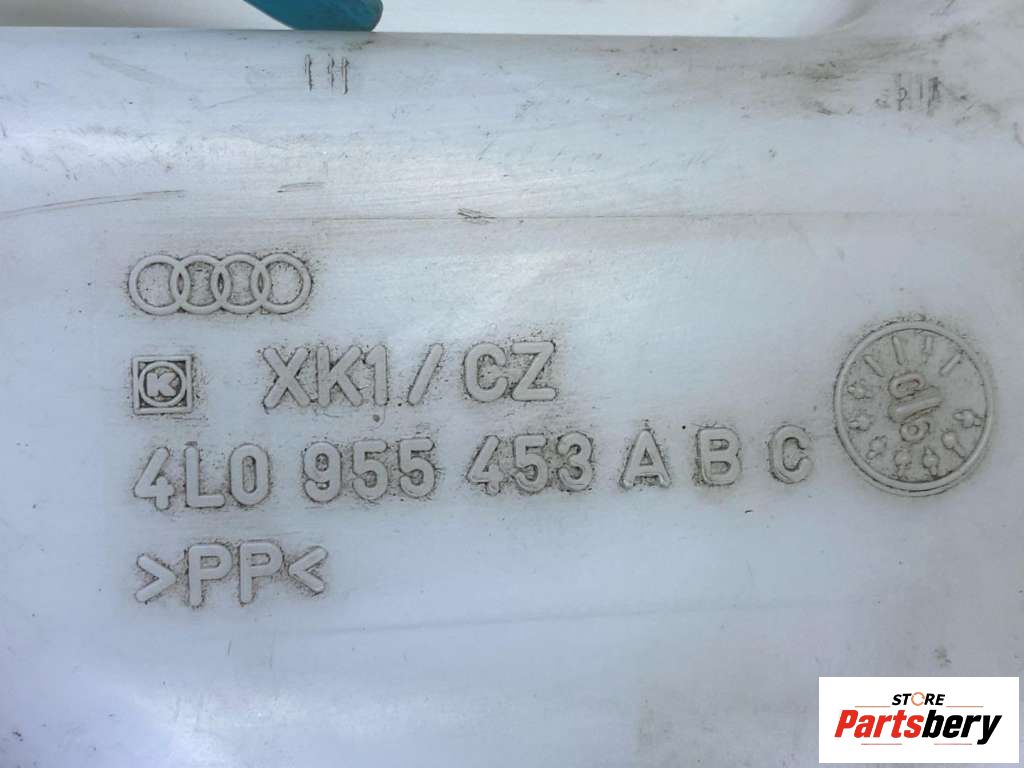 K XK1 / CZ
4L0 955 453 A B C
>PP<
STORE
Partsbery